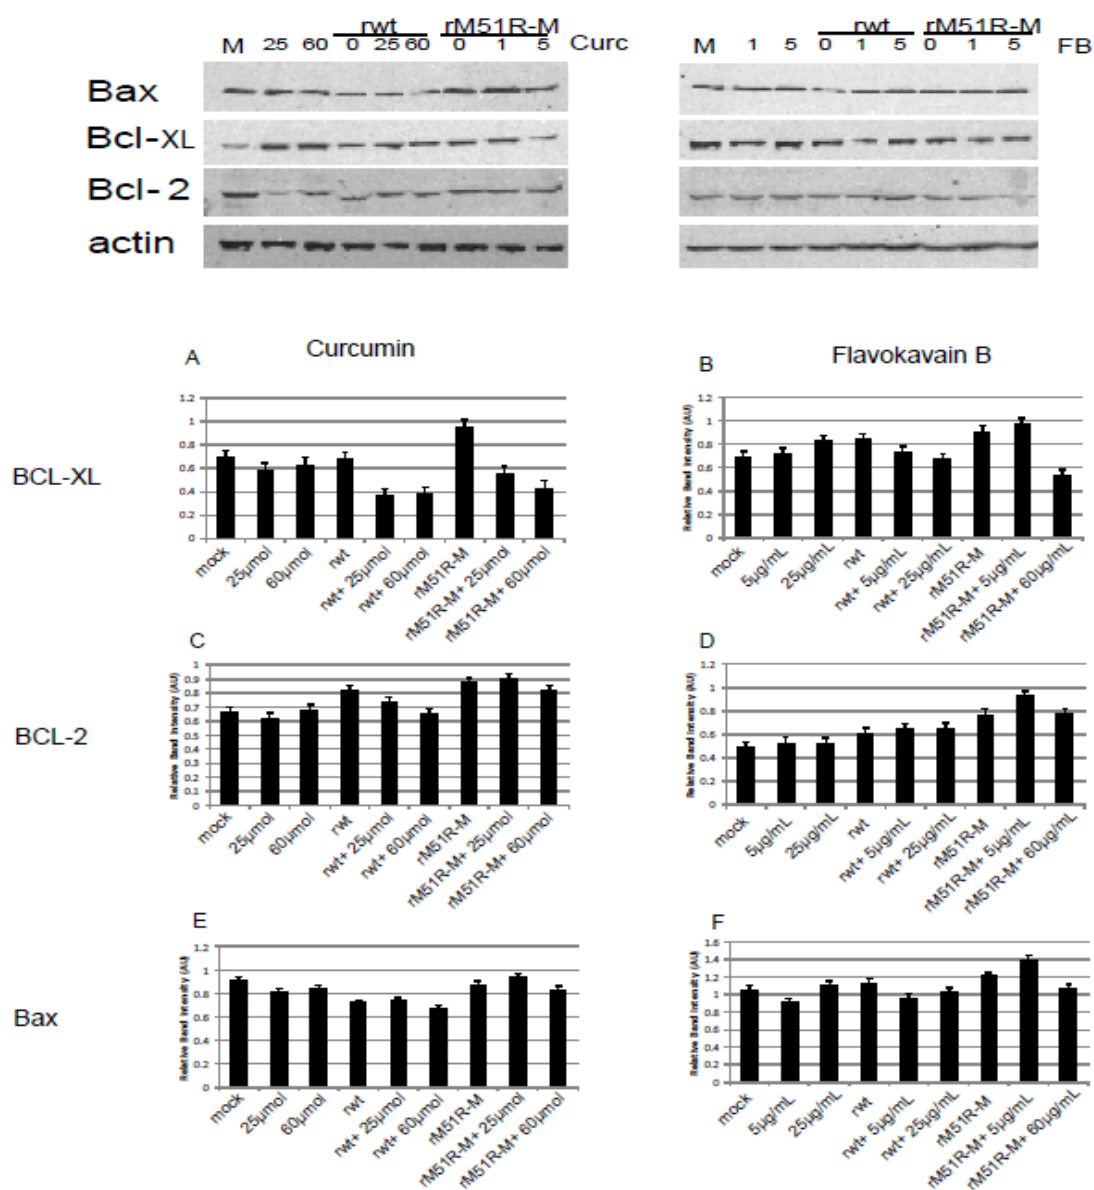 rwt rM51R-M rwt rM51R-M
M 25 60 0 25 60 0 1 5 Curc M 1 5 0 1 5 0 1 5 FB
Bax
Bcl-XL
Bcl-2
actin
A Curcumin B Flavokavain B
BCL-XL
Relative Band Intensity (AU)
1.2
1
0.8
0.6
0.4
0.2
0
mock
25µmol
60µmol
rwt
rwt+ 25µmol
rwt+ 60µmol
rM51R-M
rM51R-M+ 25µmol
rM51R-M+ 60µmol
Relative Band Intensity (AU)
1.2
1
0.8
0.6
0.4
0.2
0
mock
5µg/mL
25µg/mL
rwt
rwt+ 5µg/mL
rwt+ 25µg/mL
rM51R-M
rM51R-M+ 5µg/mL
rM51R-M+ 60µg/mL
C D
BCL-2
Relative Band Intensity (AU)
1
0.9
0.8
0.7
0.6
0.5
0.4
0.3
0.2
0.1
0
mock
25µmol
60µmol
rwt
rwt+ 25µmol
rwt+ 60µmol
rM51R-M
rM51R-M+ 25µmol
rM51R-M+ 60µmol
Relative Band Intensity (AU)
1.2
1
0.8
0.6
0.4
0.2
0
mock
5µg/mL
25µg/mL
rwt
rwt+ 5µg/mL
rwt+ 25µg/mL
rM51R-M
rM51R-M+ 5µg/mL
rM51R-M+ 60µg/mL
E F
Bax
Relative Band Intensity (AU)
1.2
1
0.8
0.6
0.4
0.2
0
mock
25µmol
60µmol
rwt
rwt+ 25µmol
rwt+ 60µmol
rM51R-M
rM51R-M+ 25µmol
rM51R-M+ 60µmol
Relative Band Intensity (AU)
1.6
1.4
1.2
1
0.8
0.6
0.4
0.2
0
mock
5µg/mL
25µg/mL
rwt
rwt+ 5µg/mL
rwt+ 25µg/mL
rM51R-M
rM51R-M+ 5µg/mL
rM51R-M+ 60µg/mL